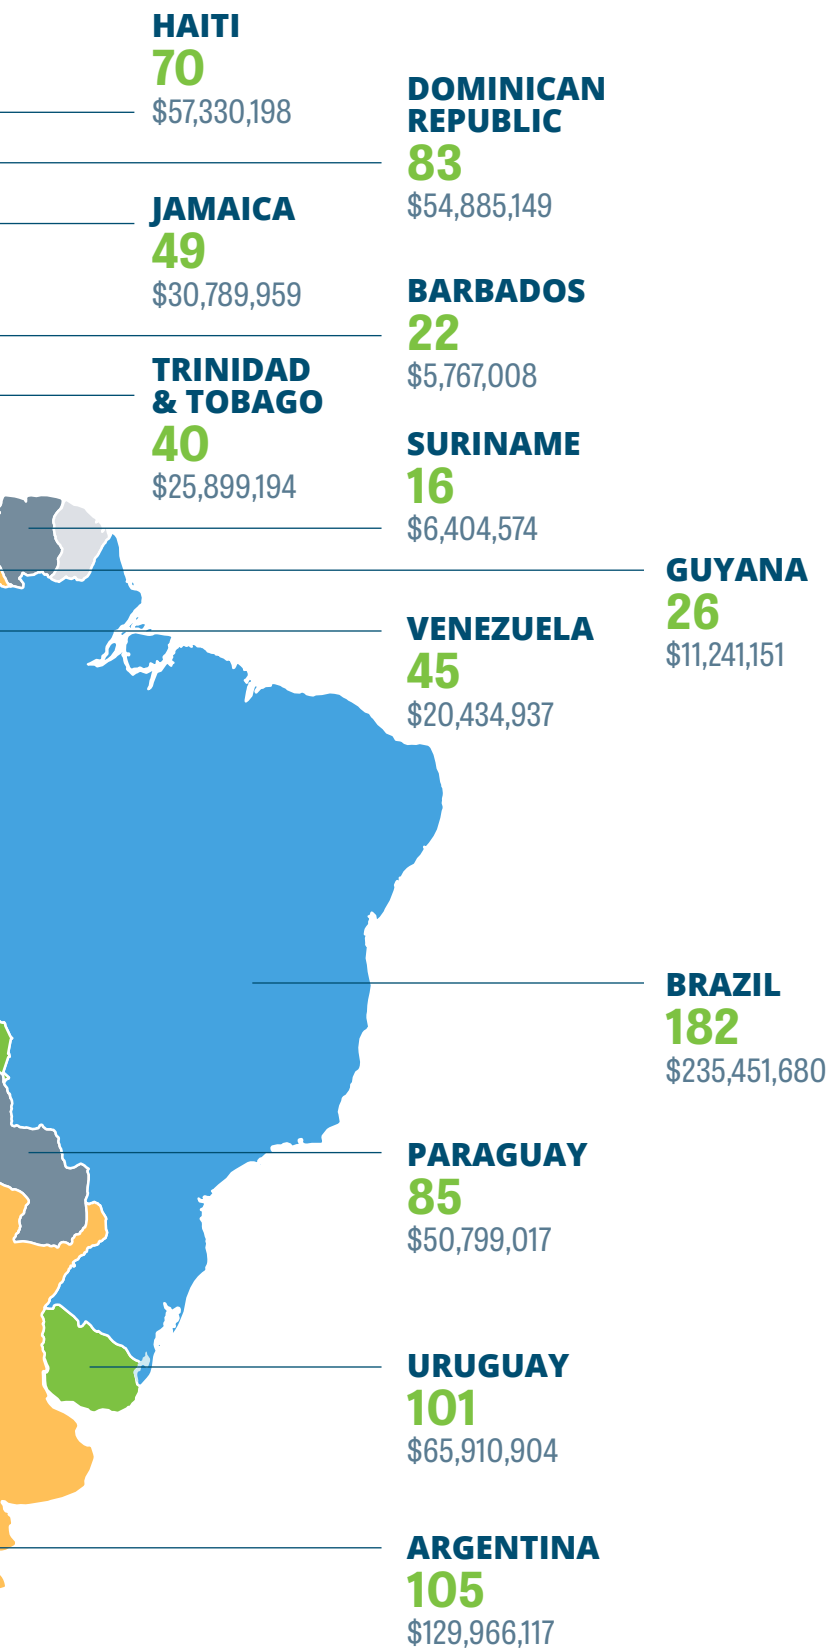 HAITI
70
$57,330,198
DOMINICAN
REPUBLIC
83
$54,885,149
JAMAICA
49
$30,789,959
BARBADOS
22
$5,767,008
TRINIDAD
& TOBAGO
40
$25,899,194
SURINAME
16
$6,404,574
GUYANA
26
$11,241,151
VENEZUELA
45
$20,434,937
BRAZIL
182
$235,451,680
PARAGUAY
85
$50,799,017
URUGUAY
101
$65,910,904
ARGENTINA
105
$129,966,117